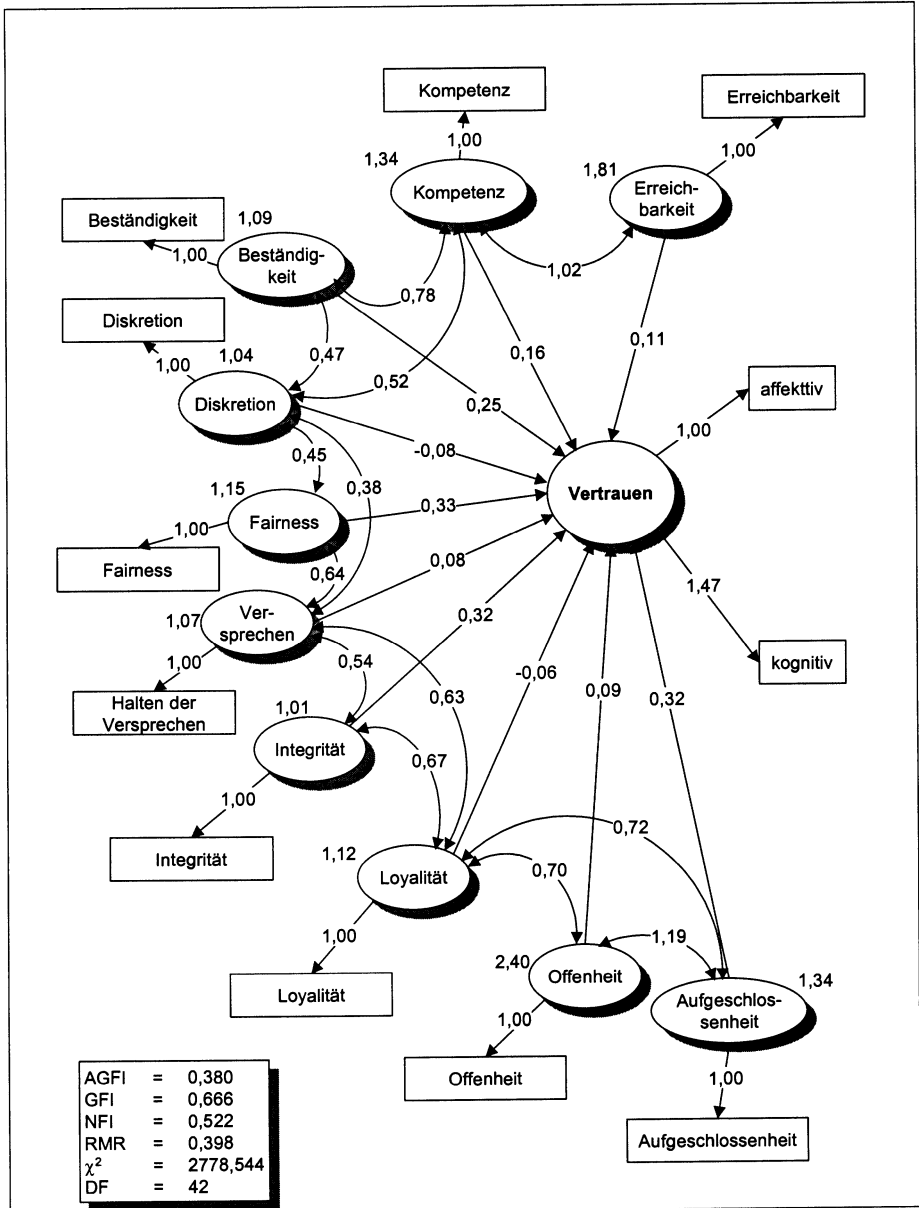 Kompetenz
Erreichbarkeit
1,00
1,00
1,34
Kompetenz
1,81
Erreich-
barkeit
Beständigkeit
1,09
1,00
Beständig-
keit
1,02
0,78
Diskretion
0,47
0,16
0,11
1,00
1,04
0,52
affekttiv
Diskretion
0,25
1,00
0,45
-0,08
1,15
0,38
Vertrauen
1,00
Fairness
0,33
Fairness
0,64
0,08
1,47
1,07
Ver-
sprechen
0,32
1,00
0,54
kognitiv
Halten der
Versprechen
0,63
-0,06
0,09
0,32
1,01
Integrität
0,67
1,00
0,72
Integrität
1,12
Loyalität
0,70
1,00
1,19
2,40
Offenheit
1,34
Loyalität
Aufgeschlos-
senheit
1,00
Offenheit
1,00
Aufgeschlossenheit
AGFI = 0,380
GFI = 0,666
NFI = 0,522
RMR = 0,398
χ² = 2778,544
DF = 42